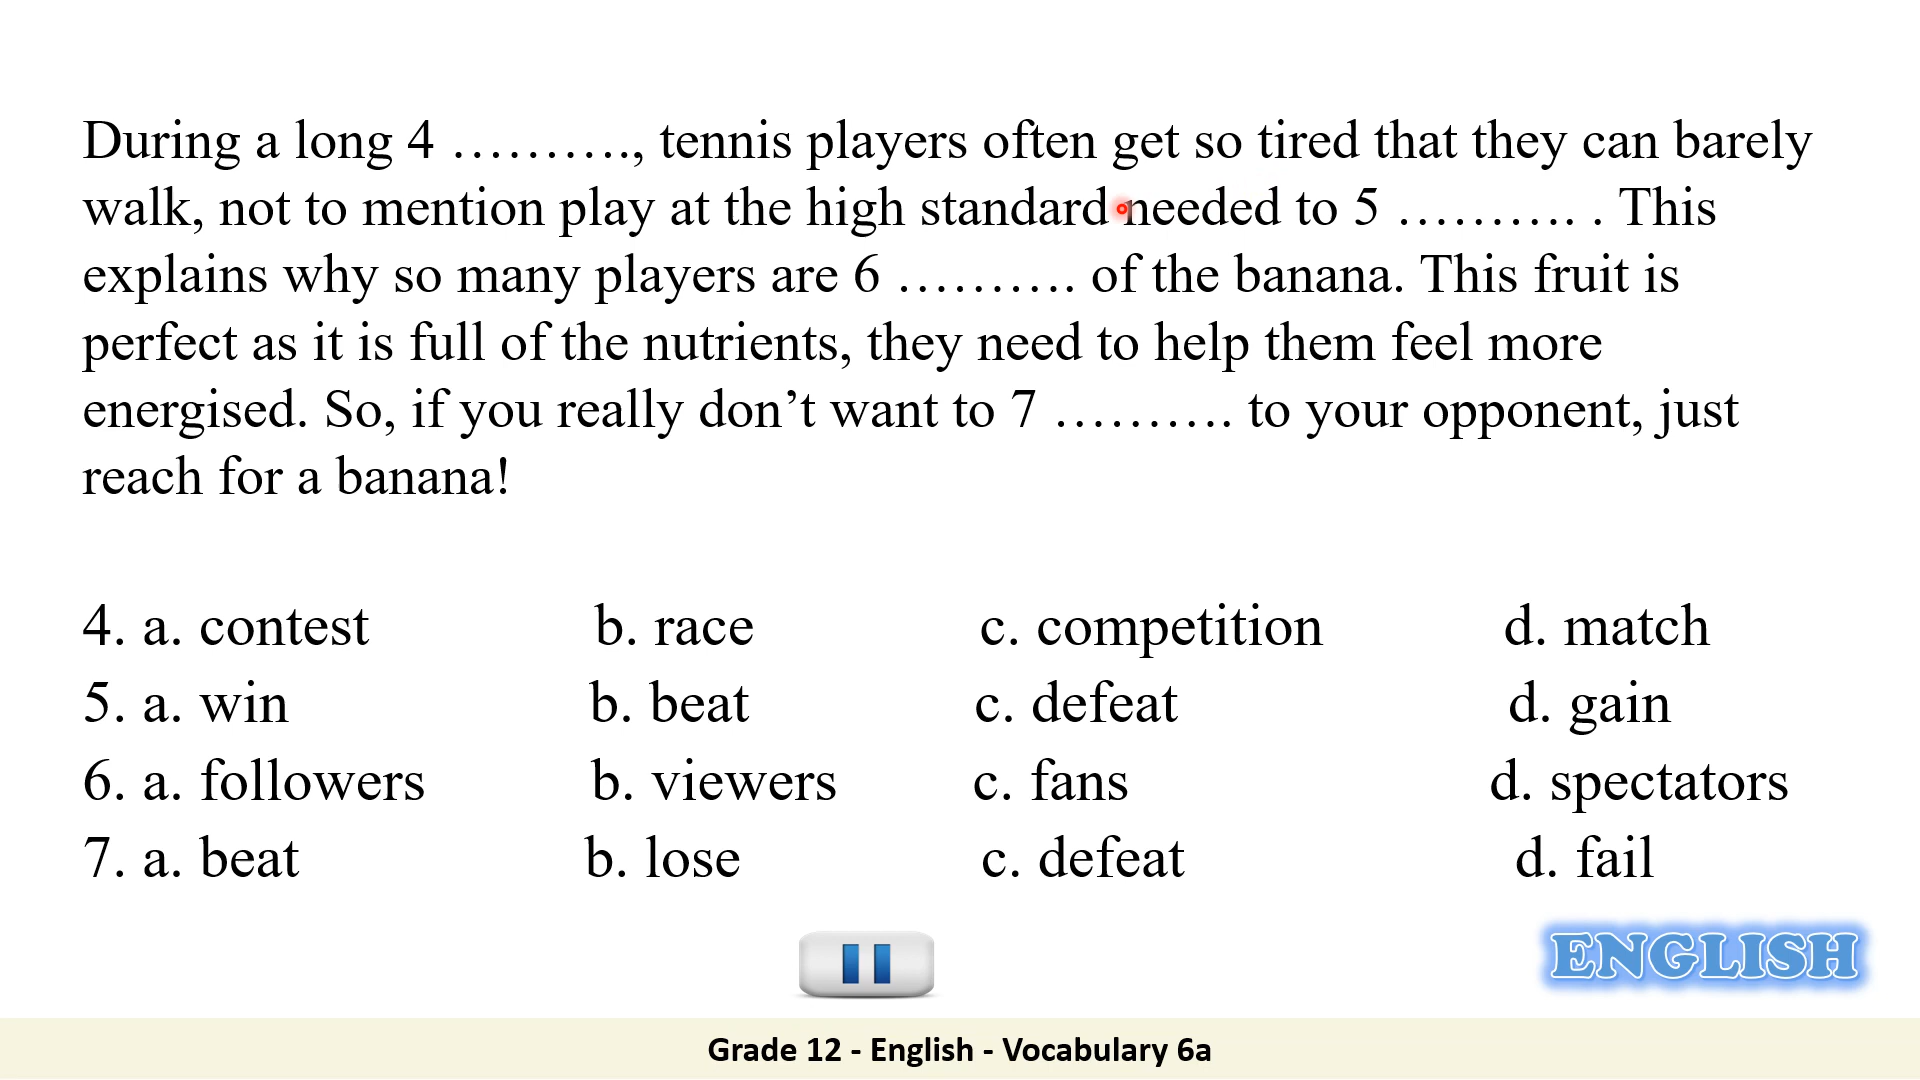 During a long 4 ………., tennis players often get so tired that they can barely
walk, not to mention play at the high standard needed to 5 ………. . This
explains why so many players are 6 ………. of the banana. This fruit is
perfect as it is full of the nutrients, they need to help them feel more
energised. So, if you really don’t want to 7 ………. to your opponent, just
reach for a banana!
4. a. contest b. race c. competition d. match
5. a. win b. beat c. defeat d. gain
6. a. followers b. viewers c. fans d. spectators
7. a. beat b. lose c. defeat d. fail
ENGLISH
Grade 12 - English - Vocabulary 6a